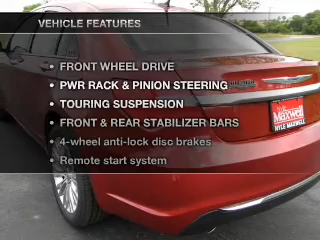 VEHICLE FEATURES
• FRONT WHEEL DRIVE
• PWR RACK & PINION STEERING
• TOURING SUSPENSION
• FRONT & REAR STABILIZER BARS
• 4-wheel anti-lock disc brakes
• Remote start system
Maxwell
NYLE MAXWELL